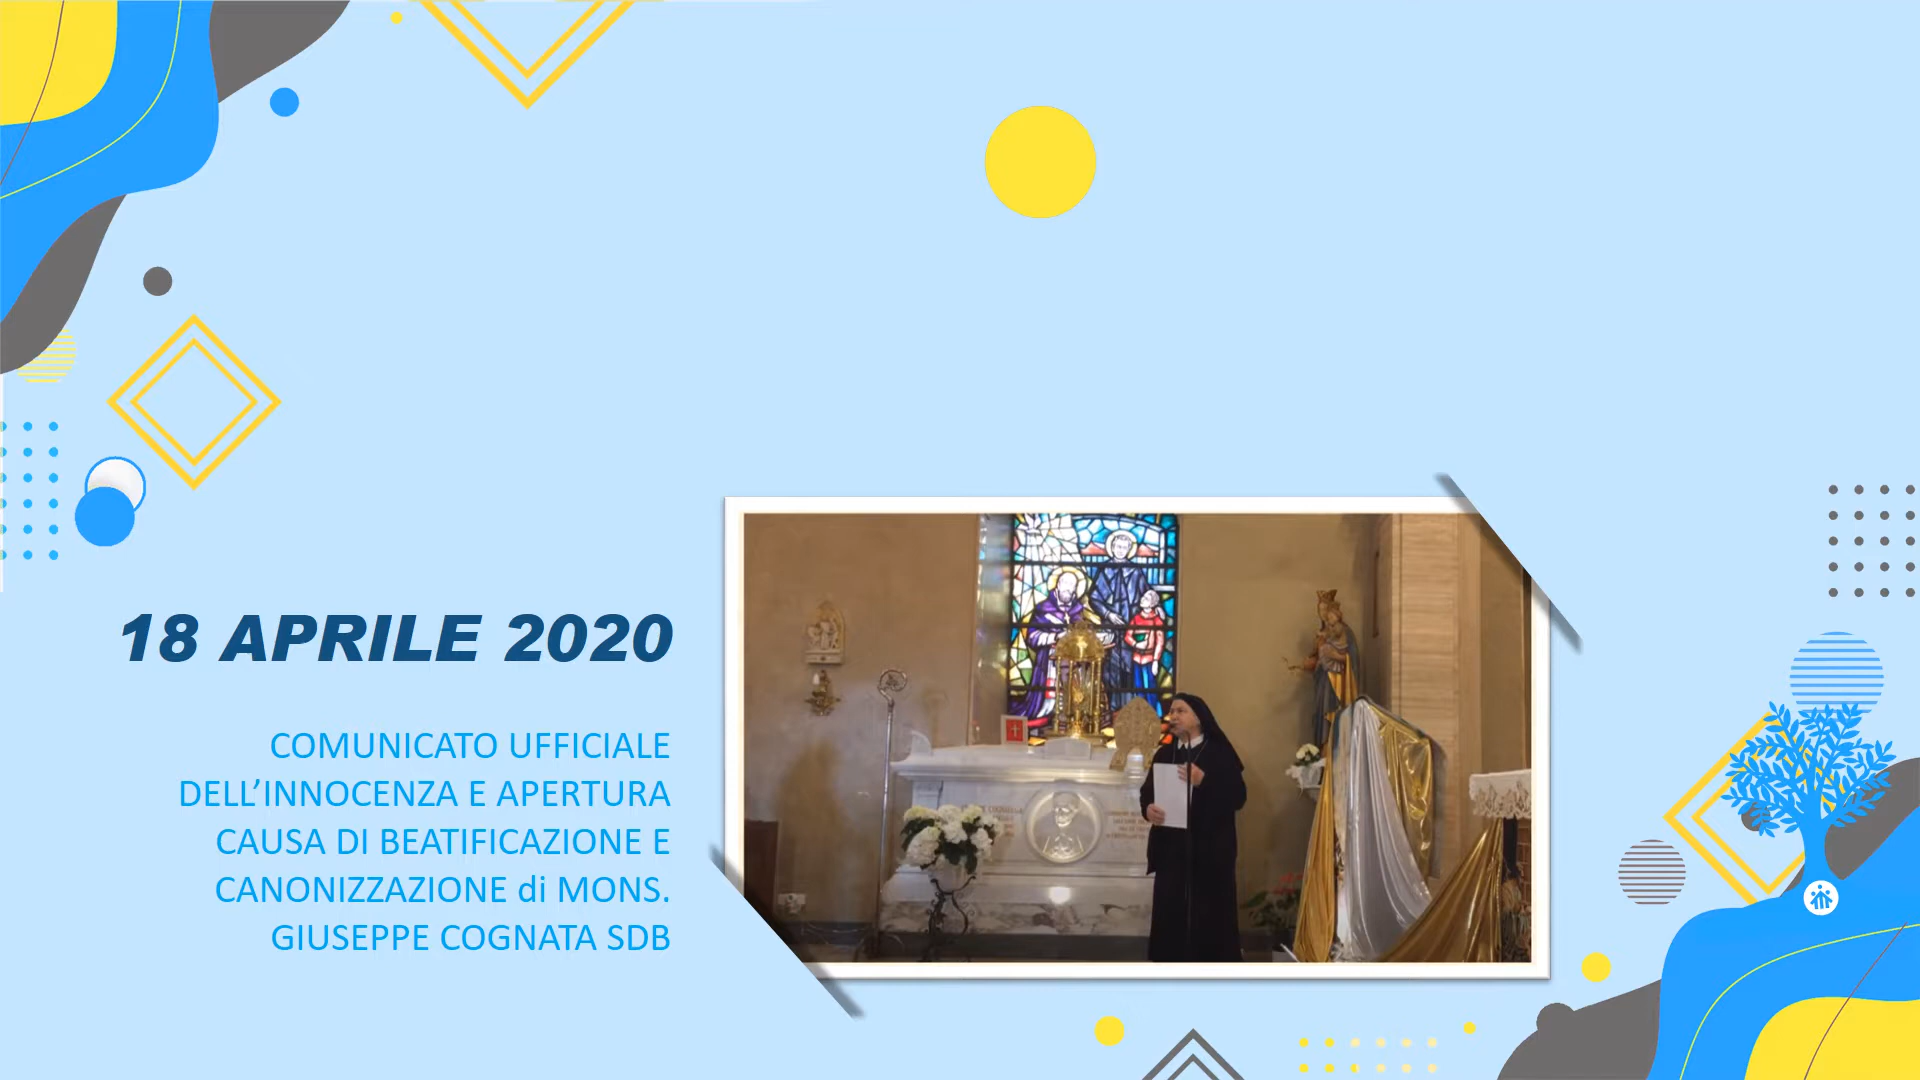 18 APRILE 2020
COMUNICATO UFFICIALE
DELL’INNOCENZA E APERTURA
CAUSA DI BEATIFICAZIONE E
CANONIZZAZIONE di MONS.
GIUSEPPE COGNATA SDB